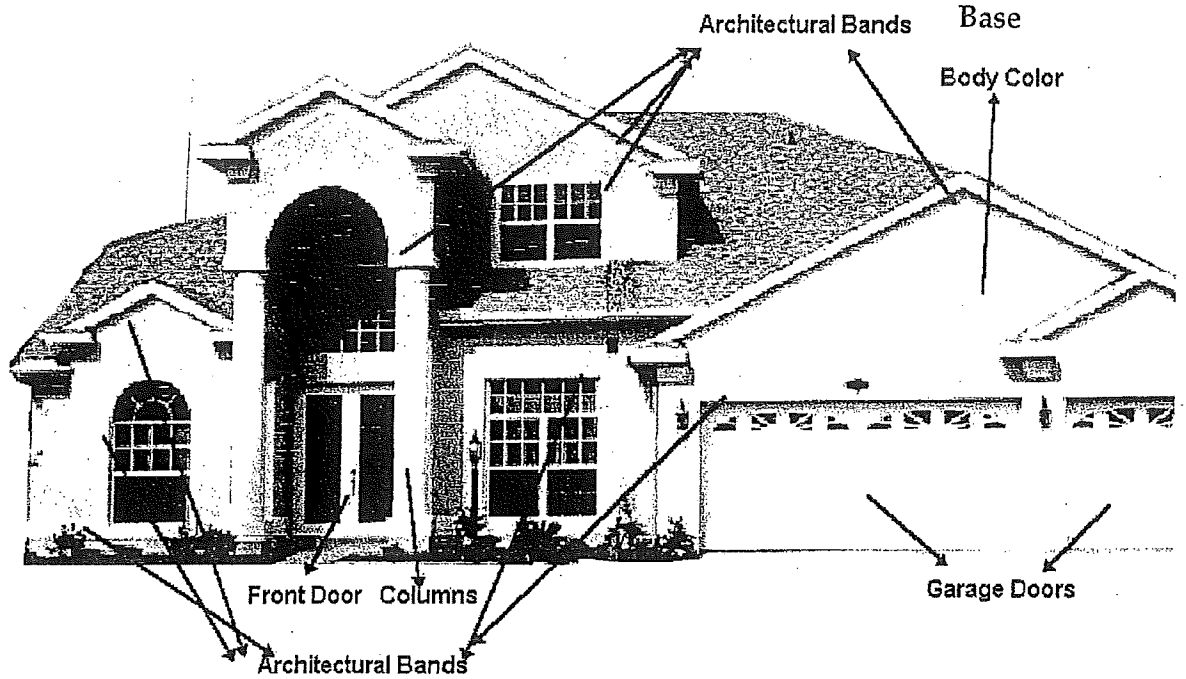 Architectural Bands
Base
Body Color
Front Door
Columns
Garage Doors
Architectural Bands